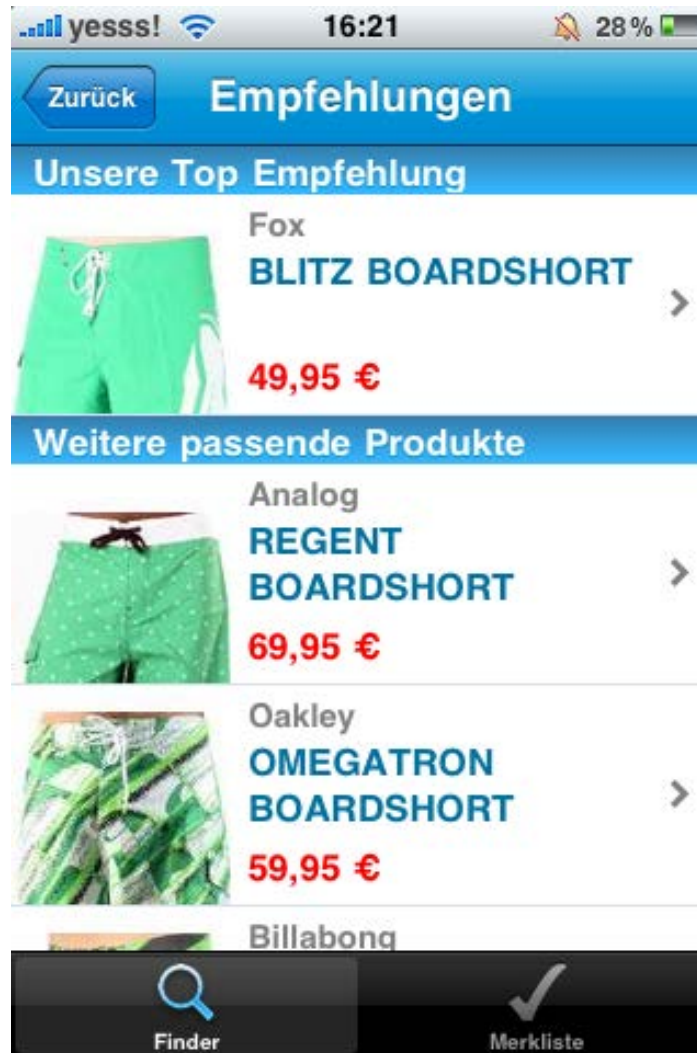 yesss! 16:21 28%
Zurück Empfehlungen
Unsere Top Empfehlung
Fox
BLITZ BOARDSHORT
49,95 €
Weitere passende Produkte
Analog
REGENT
BOARDSHORT
69,95 €
Oakley
OMEGATRON
BOARDSHORT
59,95 €
Billabong
Finder Merkliste